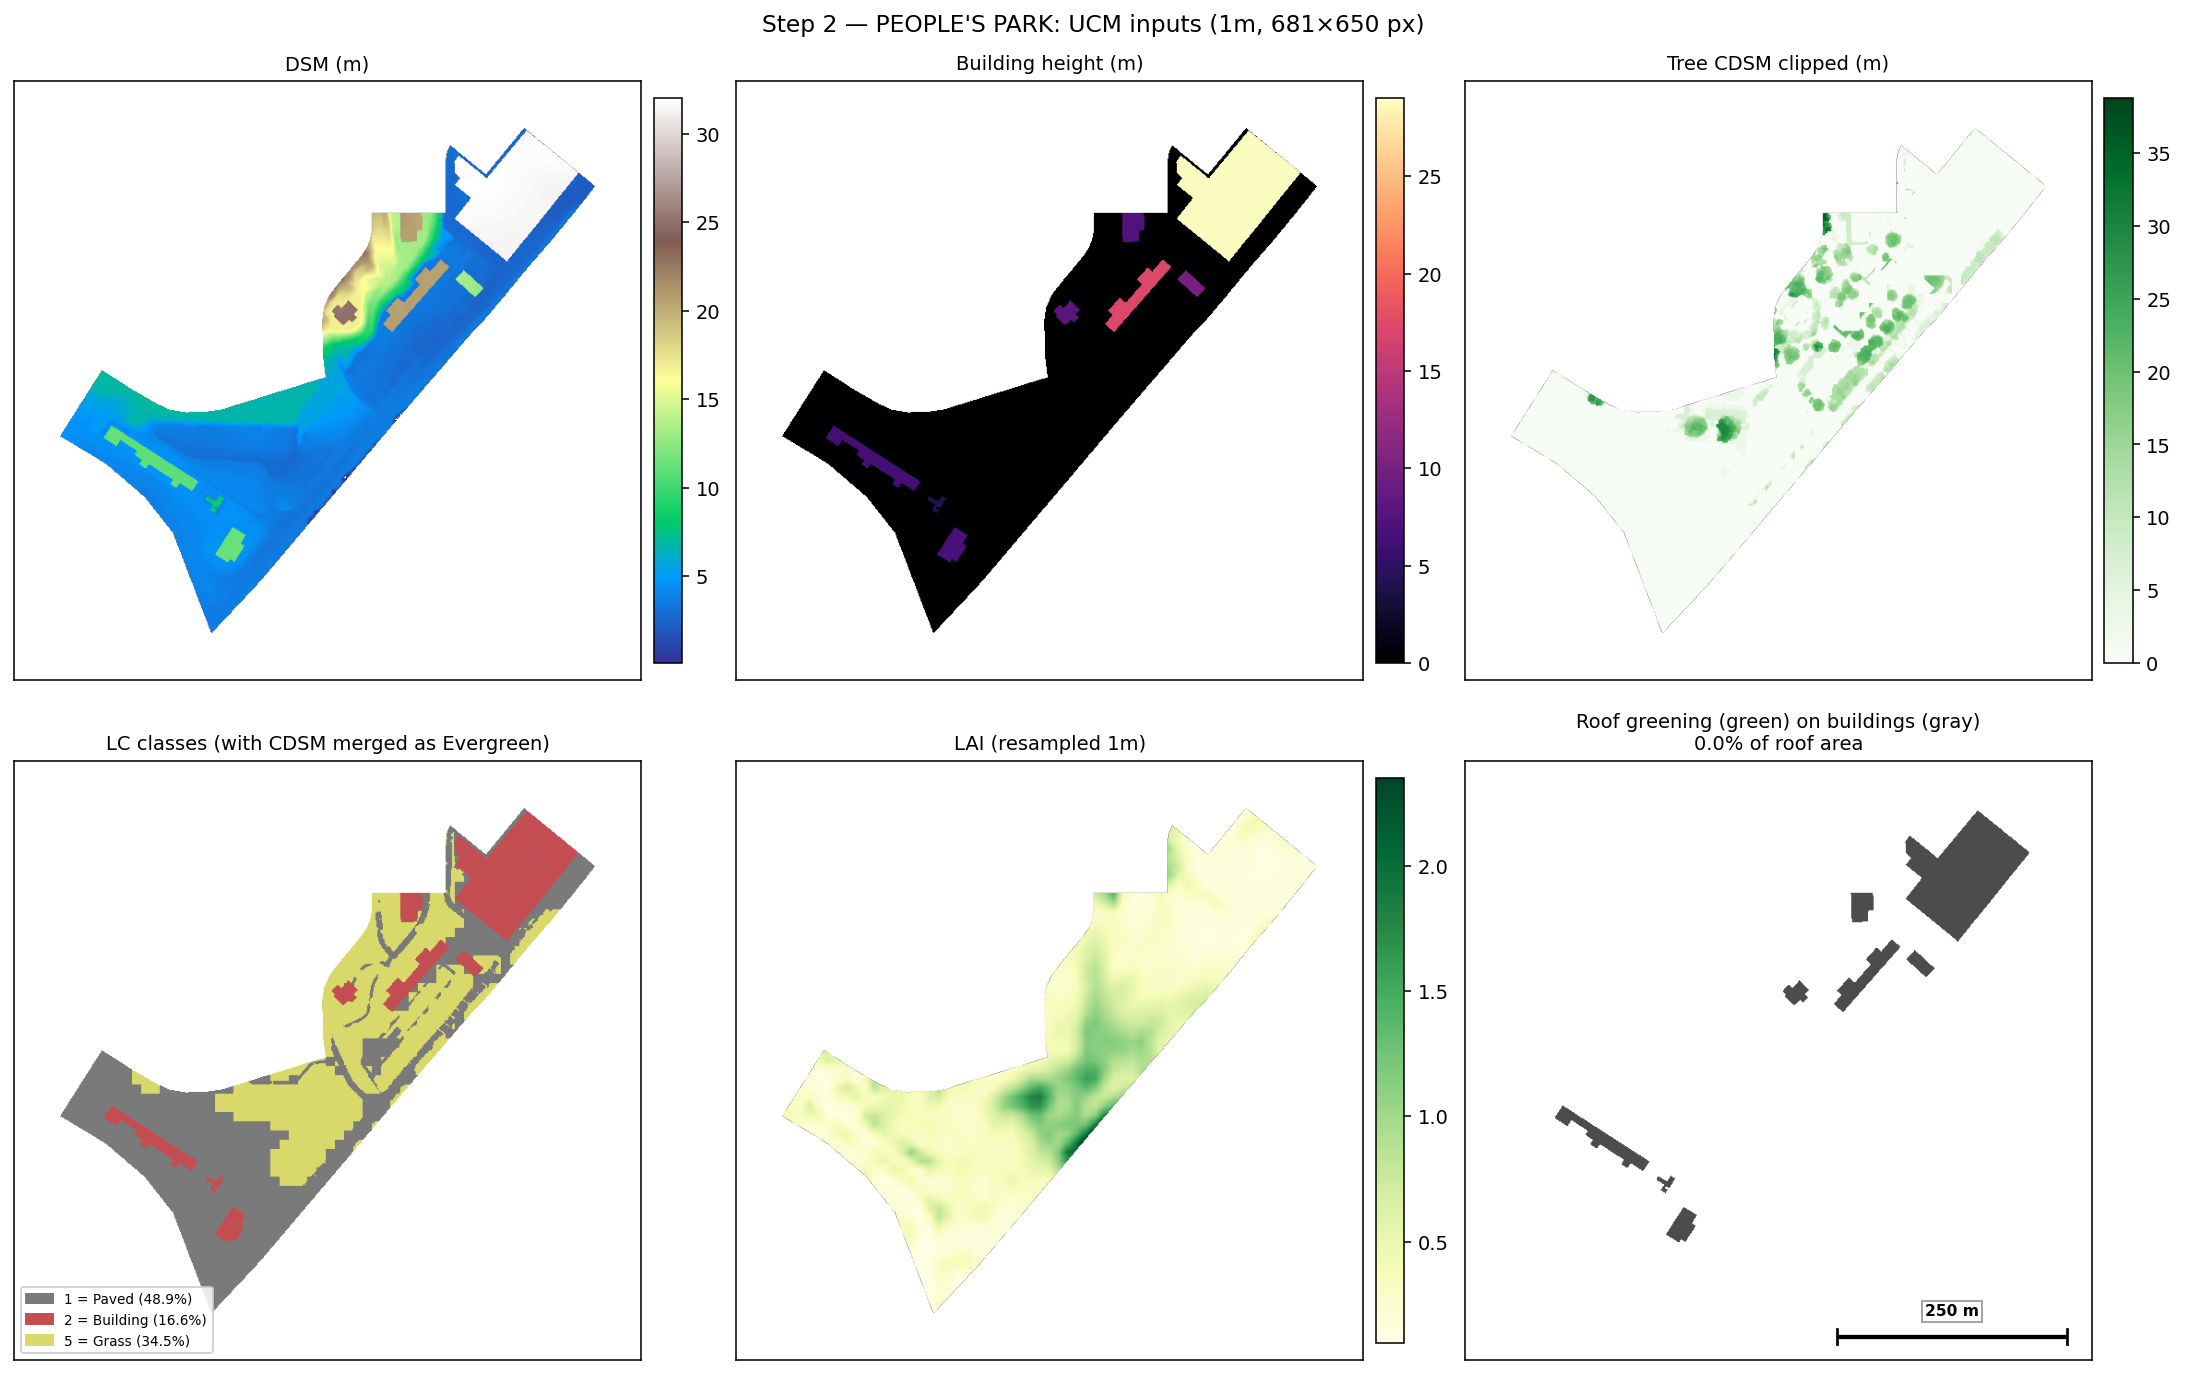 Step 2 — PEOPLE'S PARK: UCM inputs (1m, 681×650 px)
DSM (m)
30
25
20
15
10
5
Building height (m)
25
20
15
10
5
0
Tree CDSM clipped (m)
35
30
25
20
15
10
5
0
LC classes (with CDSM merged as Evergreen)
1 = Paved (48.9%)
2 = Building (16.6%)
5 = Grass (34.5%)
LAI (resampled 1m)
2.0
1.5
1.0
0.5
Roof greening (green) on buildings (gray)
0.0% of roof area
250 m